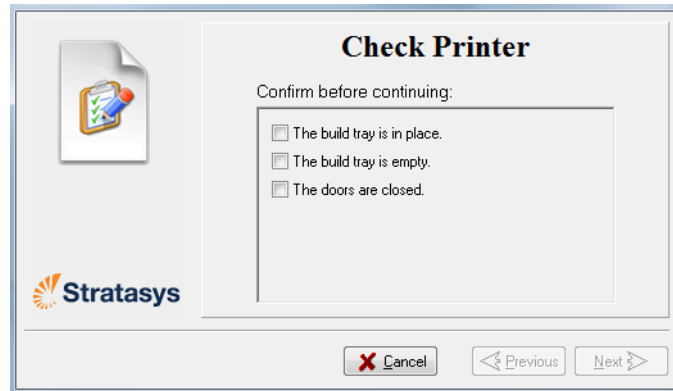 Check Printer
Confirm before continuing:
The build tray is in place.
The build tray is empty.
The doors are closed.
Stratasys
Cancel
Previous
Next